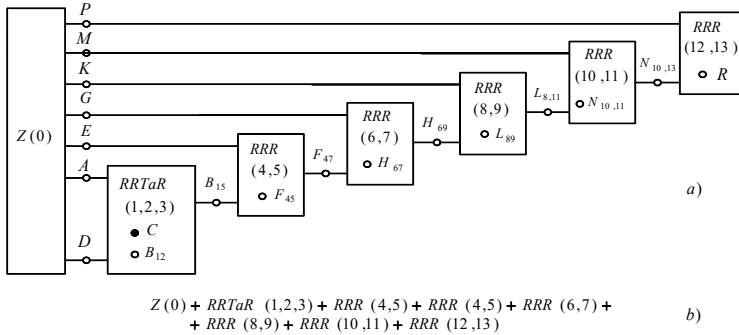 P
M
K
G
E
A
D
Z(0)
RRTaR
(1,2,3)
C
B12
B15
RRR
(4,5)
F45
F47
RRR
(6,7)
H67
H69
RRR
(8,9)
L89
L8,11
RRR
(10,11)
N10,11
N10,13
RRR
(12,13)
R
a)
Z(0) + RRTaR (1,2,3) + RRR (4,5) + RRR (4,5) + RRR (6,7) +
+ RRR (8,9) + RRR (10,11) + RRR (12,13)
b)